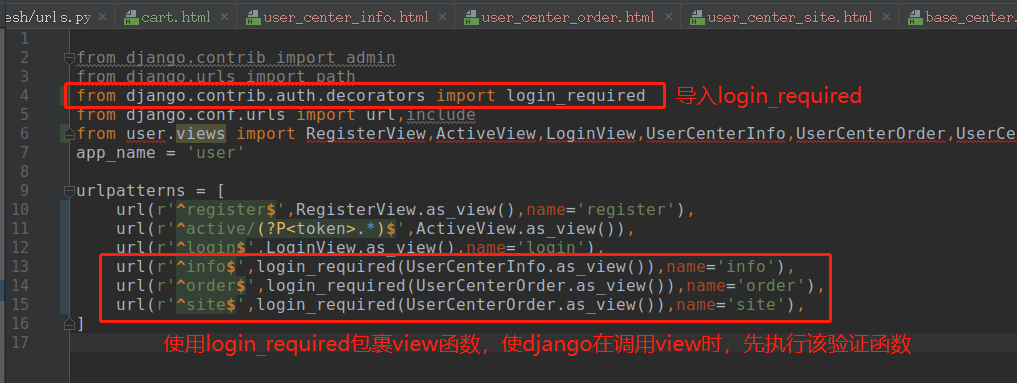 esh/urls.py × cart.html × user_center_info.html × user_center_order.html × user_center_site.html × base_center.
1
2 from django.contrib import admin
3 from django.urls import path
4 from django.contrib.auth.decorators import login_required 导入login_required
5 from django.conf.urls import url,include
6 from user.views import RegisterView,ActiveView,LoginView,UserCenterInfo,UserCenterOrder,UserCe
7 app_name = 'user'
8
9 urlpatterns = [
10 url(r'^register$',RegisterView.as_view(),name='register'),
11 url(r'^active/(?P<token>.*)$',ActiveView.as_view()),
12 url(r'^login$',LoginView.as_view(),name='login'),
13 url(r'^info$',login_required(UserCenterInfo.as_view()),name='info'),
14 url(r'^order$',login_required(UserCenterOrder.as_view()),name='order'),
15 url(r'^site$',login_required(UserCenterOrder.as_view()),name='site'),
16 ]
使用login_required包裹view函数，使django在调用view时，先执行该验证函数
17